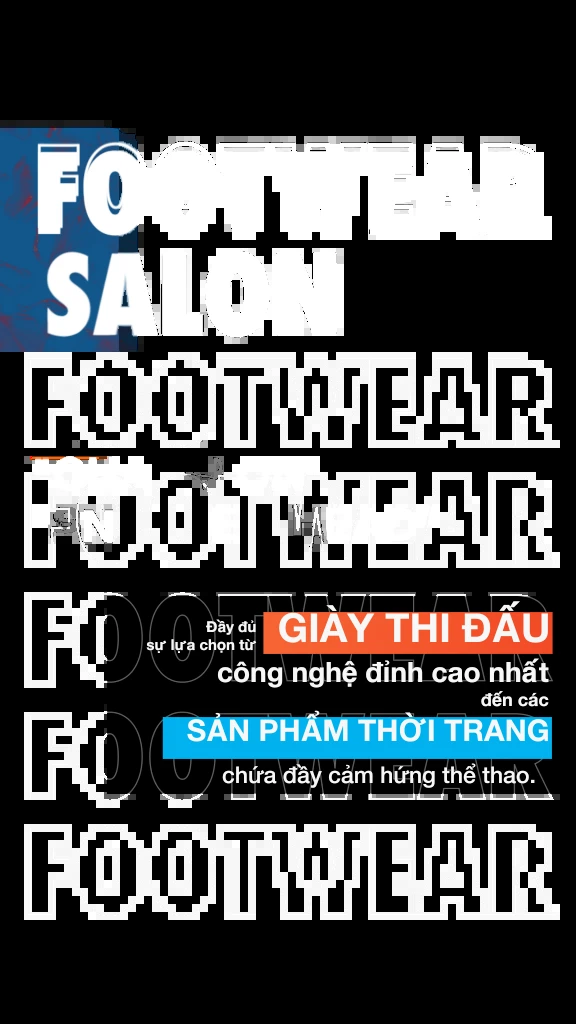 FOOTWEAR
SALON
FOOTWEAR
FOOTWEAR
FOOTWEAR
Đầy đủ
sự lựa chọn từ
GIÀY THI ĐẤU
công nghệ đỉnh cao nhất
đến các
FOOTWEAR
SẢN PHẨM THỜI TRANG
chứa đầy cảm hứng thể thao.
FOOTWEAR